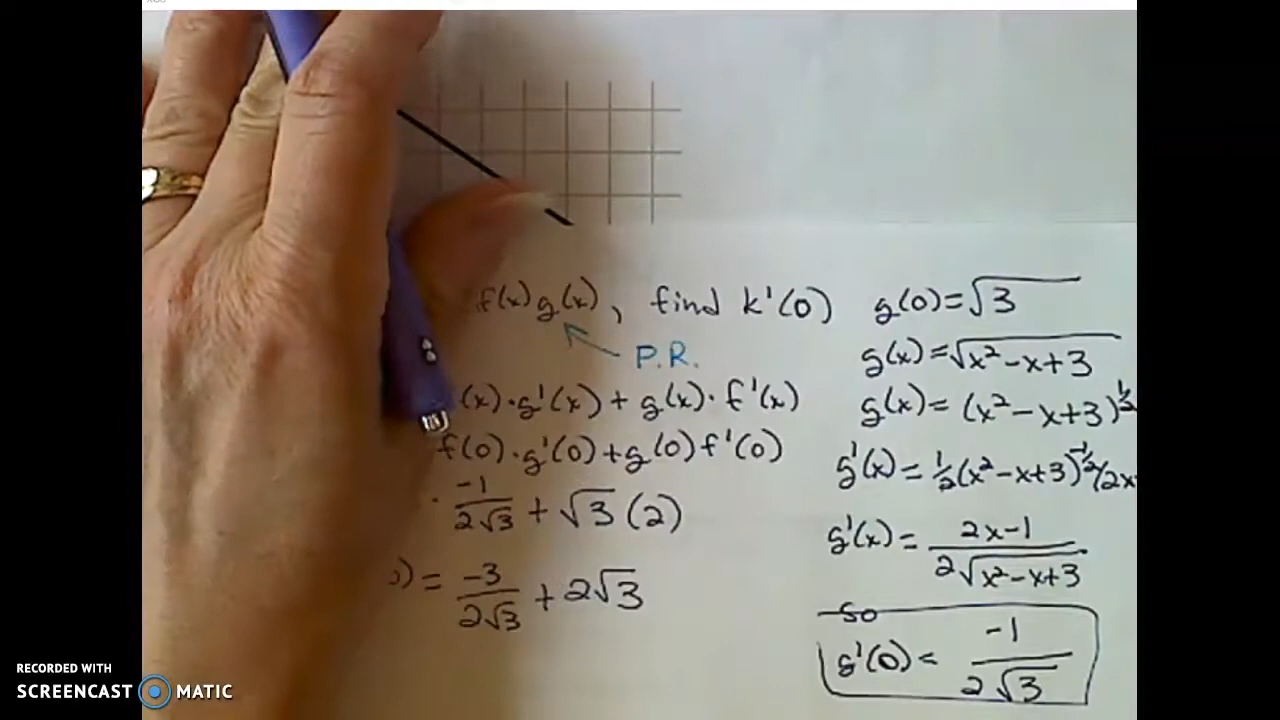 f(x)g(x), find k'(0)
P.R.
(x)·g'(x) + g(x)·f'(x)
f(0)·g'(0)+g(0)f'(0)
· -1/2√3 + √3(2)
) = -3/2√3 + 2√3
g(0)=√3
g(x)=√x²-x+3
g(x)=(x²-x+3)^½
g'(x)=½(x²-x+3)^-½(2x
g'(x)= 2x-1/2√x²-x+3
so
g'(0)= -1/2√3
RECORDED WITH
SCREENCAST MATIC